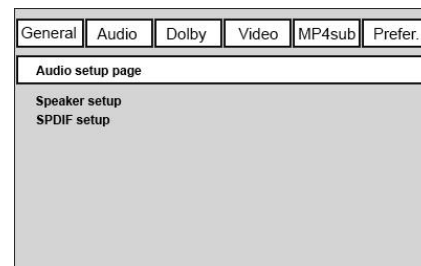 General Audio Dolby Video MP4sub Prefer.
Audio setup page
Speaker setup
SPDIF setup